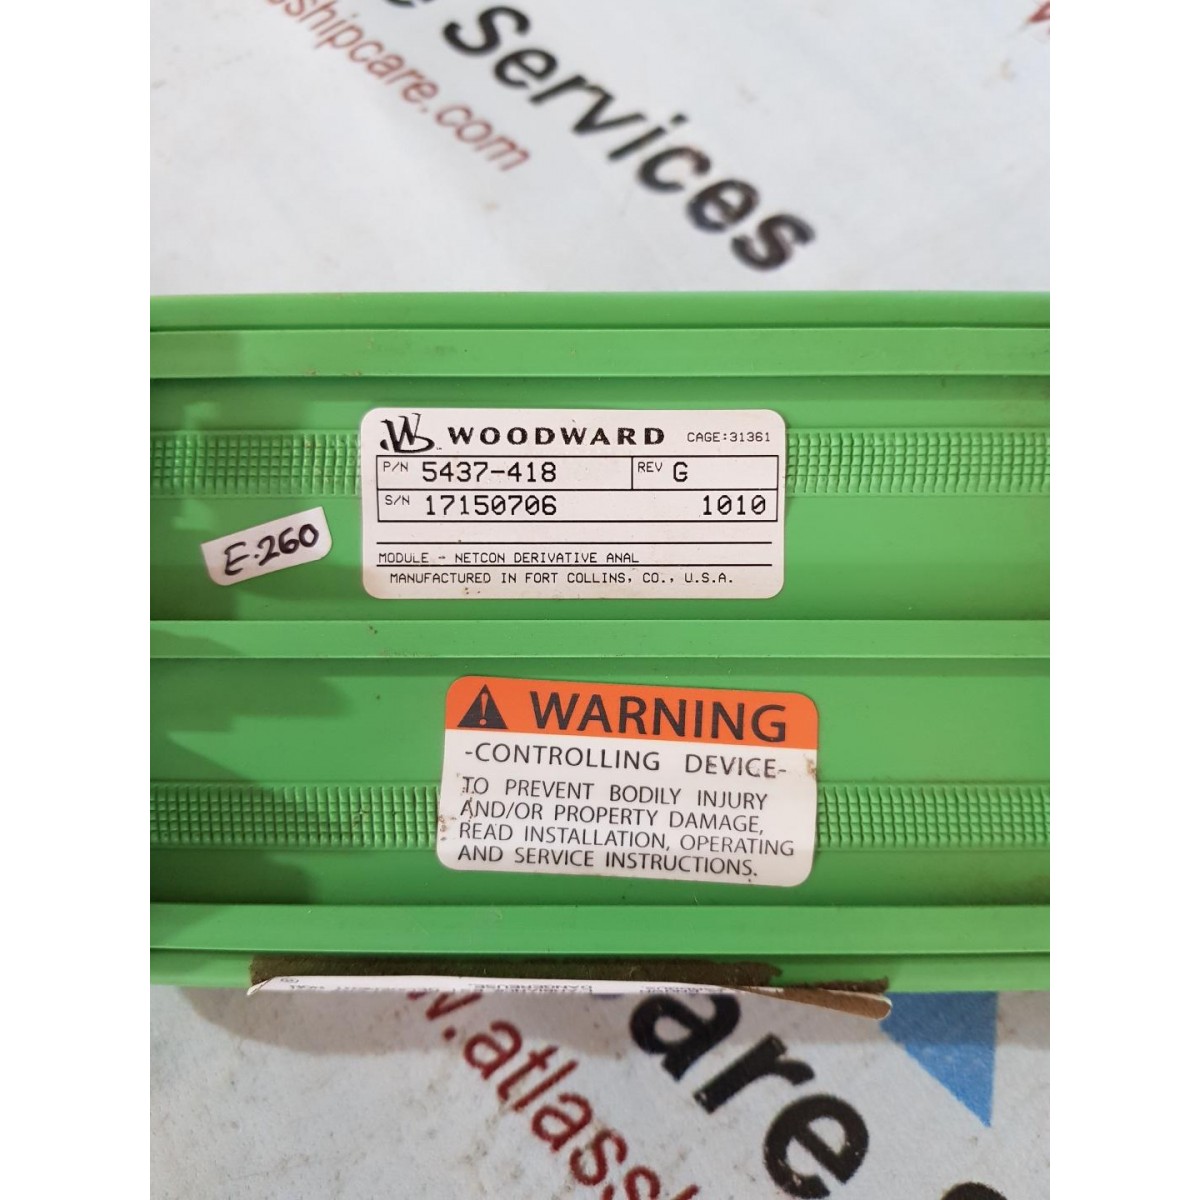 e Services
sshipcare.com
WOODWARD CAGE:31361
P/N 5437-418 REV G
S/N 17150706 1010
MODULE - NETCON DERIVATIVE ANAL
MANUFACTURED IN FORT COLLINS, CO., U.S.A.
E-260
WARNING
-CONTROLLING DEVICE-
TO PREVENT BODILY INJURY
AND/OR PROPERTY DAMAGE,
READ INSTALLATION, OPERATING
AND SERVICE INSTRUCTIONS.
are
w.atlassh